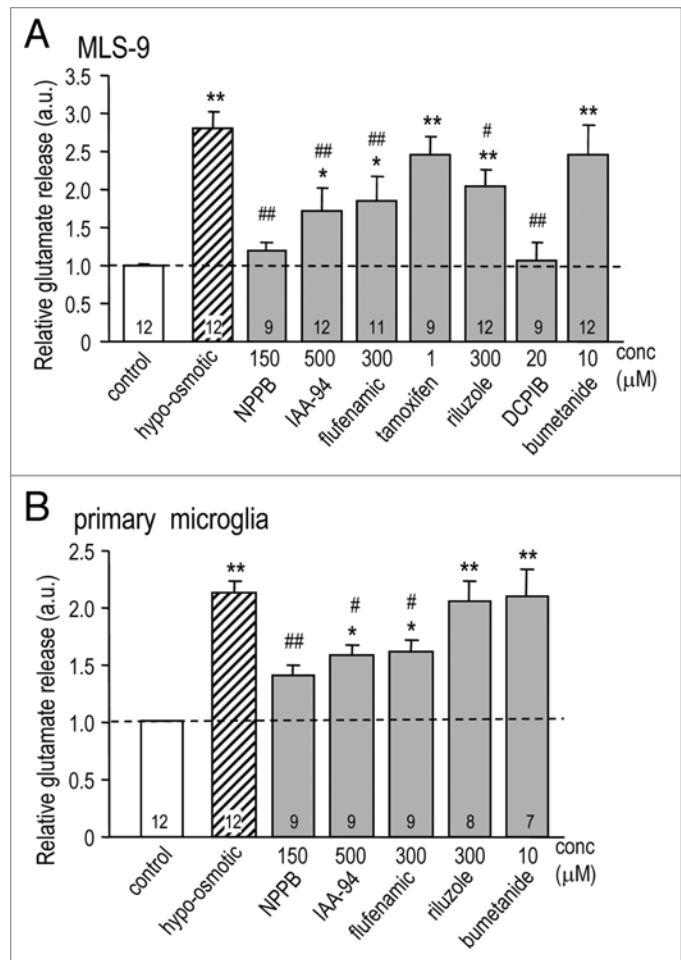 A MLS-9
Relative glutamate release (a.u.)
3.5
3.0
2.5
2.0
1.5
1.0
0.5
0
**
##
##
*
##
*
**
#
**
##
**
12
12
9
12
11
9
12
9
12
150 500 300 1 300 20 10 conc
(μM)
control
hypo-osmotic
NPPB
IAA-94
flufenamic
tamoxifen
riluzole
DCPIB
bumetanide
B primary microglia
Relative glutamate release (a.u.)
2.5
2.0
1.5
1.0
0.5
0
**
##
#
*
#
*
**
**
12
12
9
9
9
8
7
150 500 300 300 10 conc
(μM)
control
hypo-osmotic
NPPB
IAA-94
flufenamic
riluzole
bumetanide